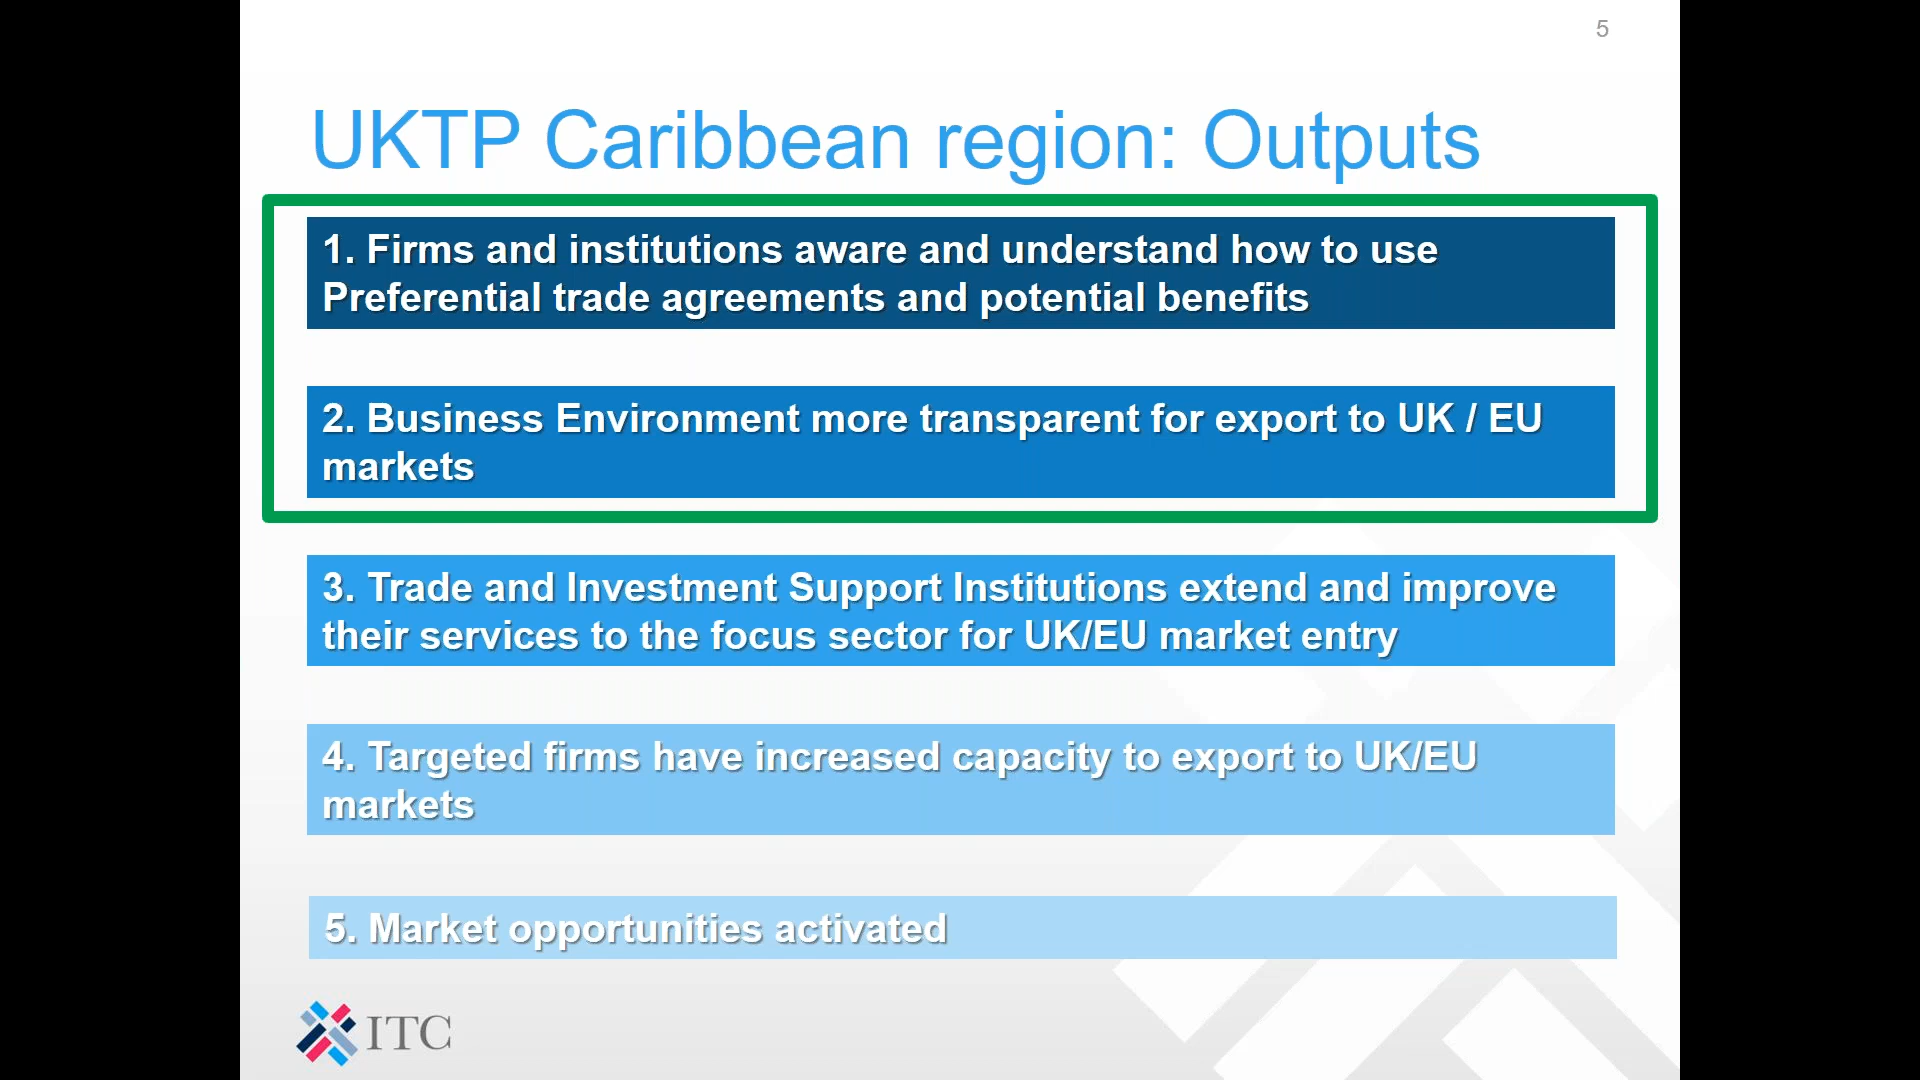 5
UKTP Caribbean region: Outputs
1. Firms and institutions aware and understand how to use
Preferential trade agreements and potential benefits
2. Business Environment more transparent for export to UK / EU
markets
3. Trade and Investment Support Institutions extend and improve
their services to the focus sector for UK/EU market entry
4. Targeted firms have increased capacity to export to UK/EU
markets
5. Market opportunities activated
ITC